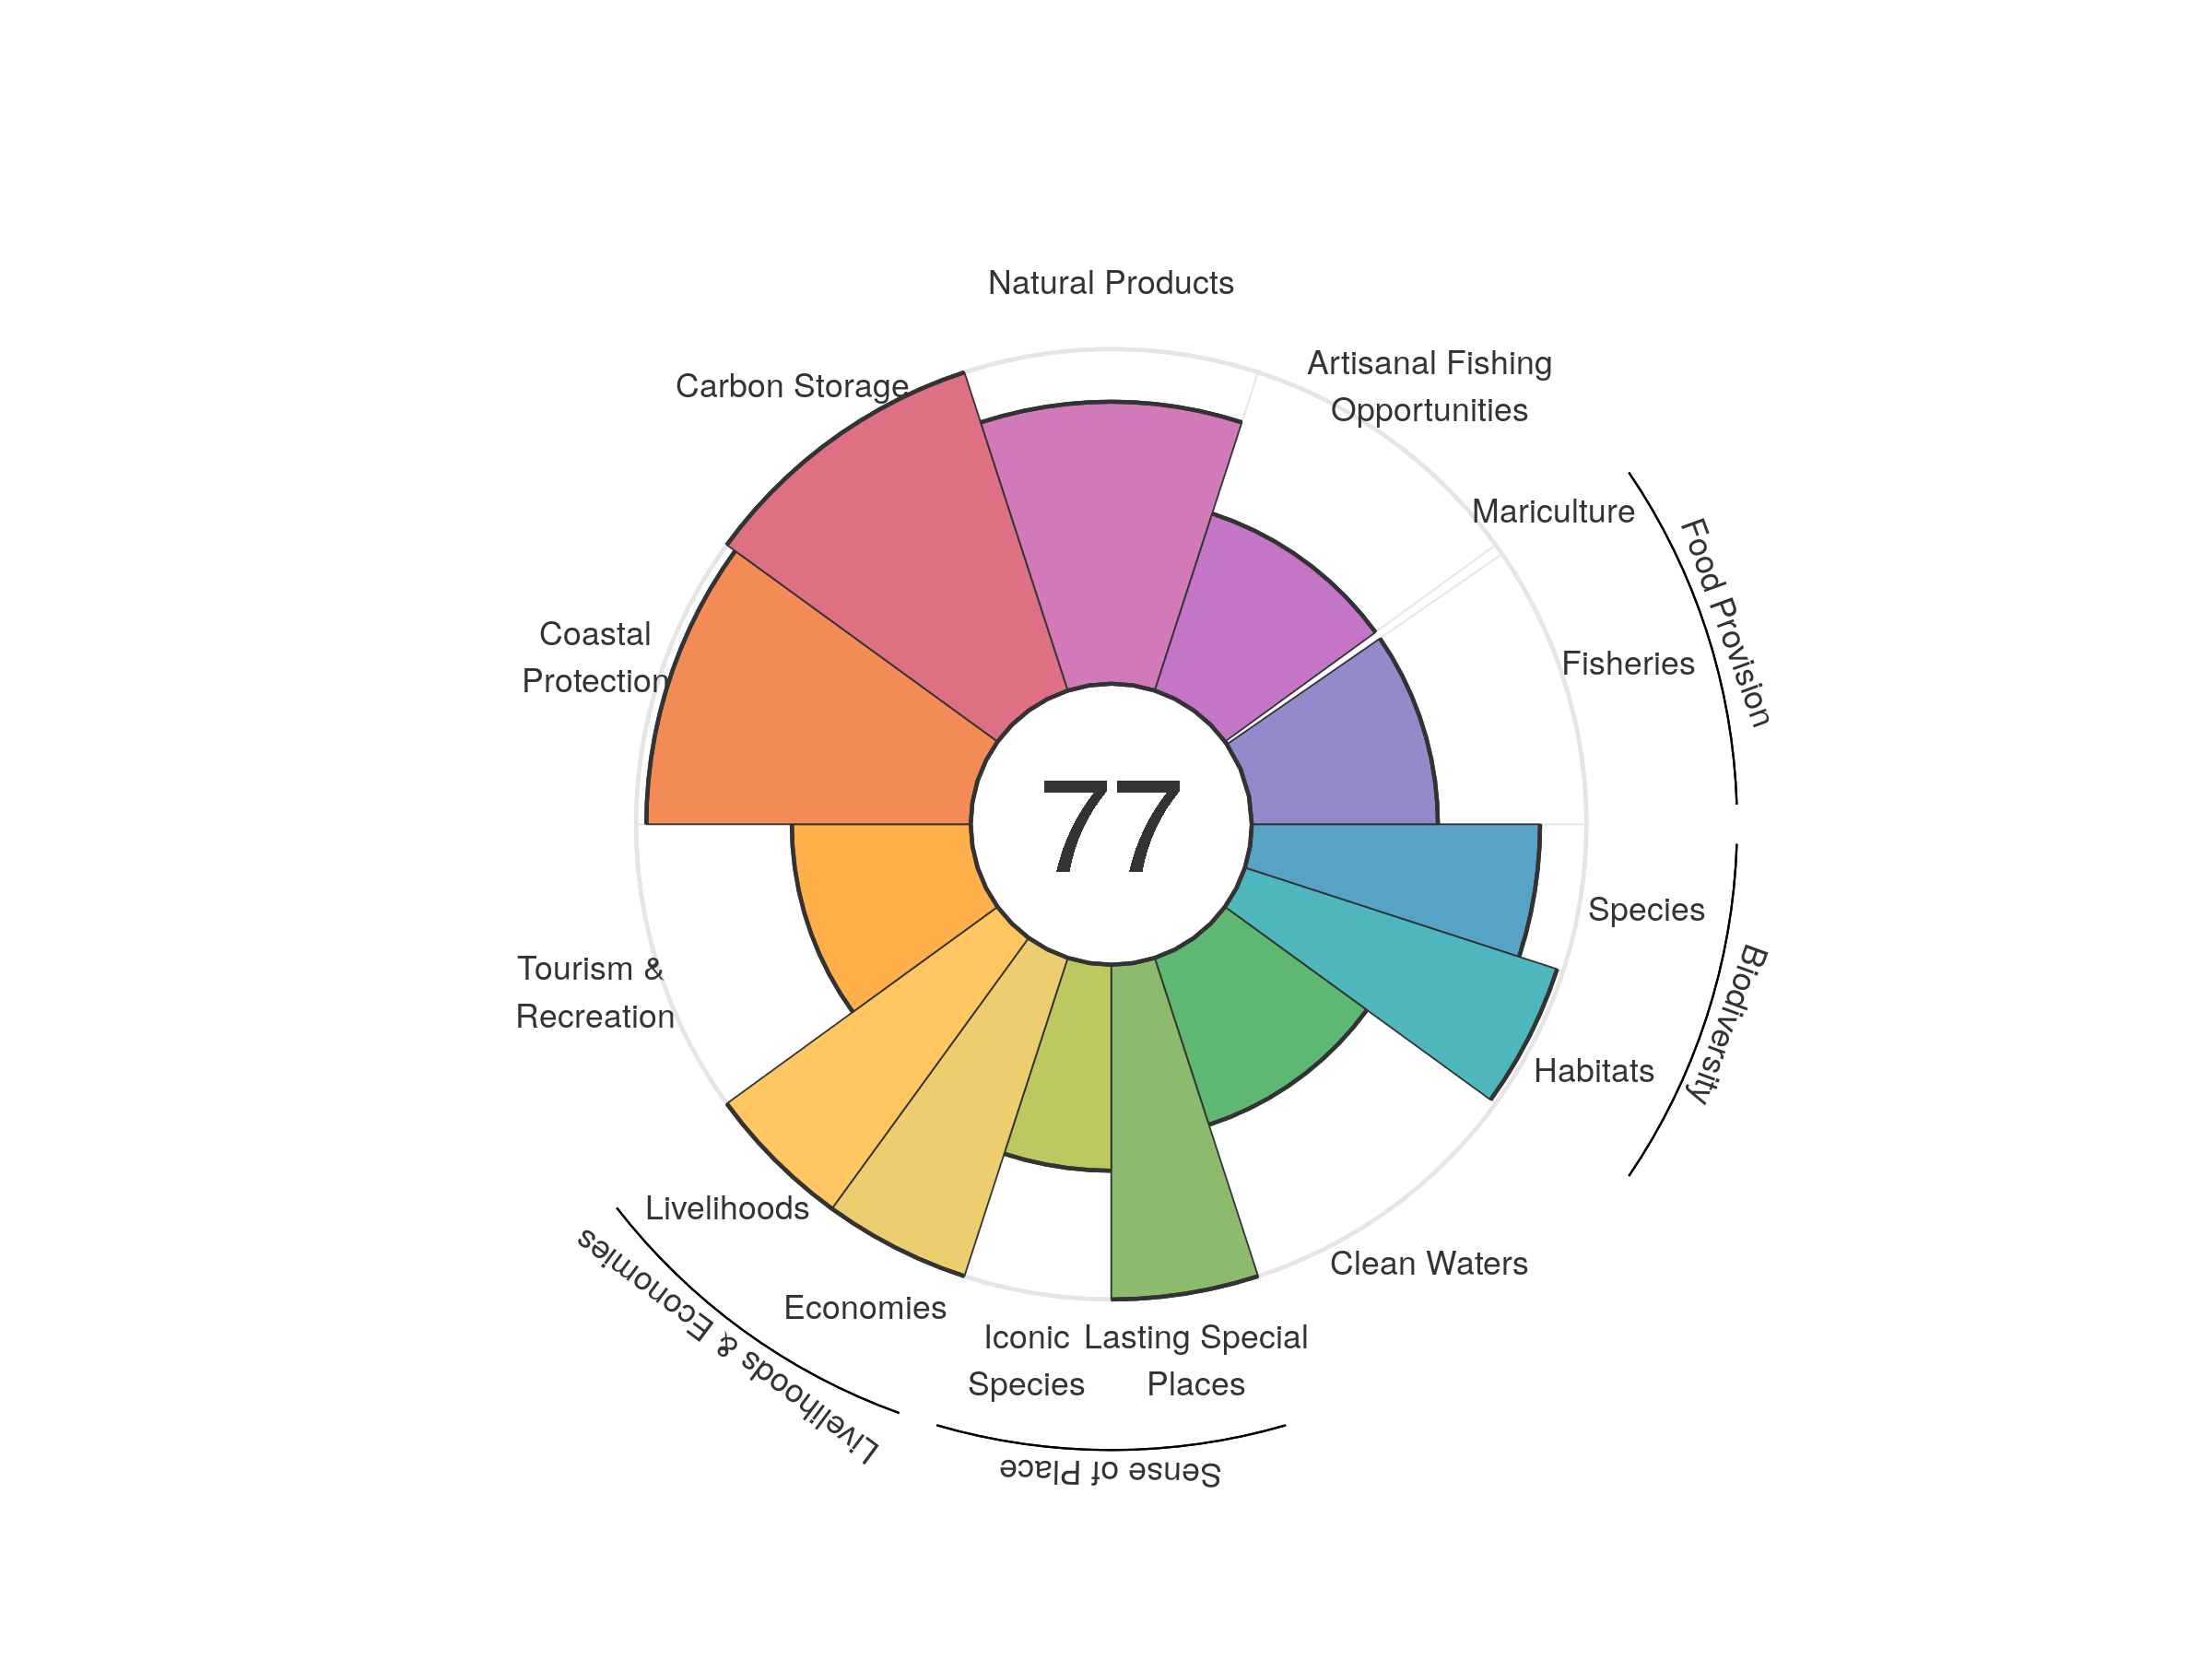 Natural Products
Carbon Storage
Artisanal Fishing
Opportunities
Mariculture
Food Provision
Coastal
Protection
Fisheries
77
Species
Biodiversity
Tourism &
Recreation
Habitats
Livelihoods
Clean Waters
Livelihoods & Economies
Economies
Iconic
Species
Lasting Special
Places
Sense of Place